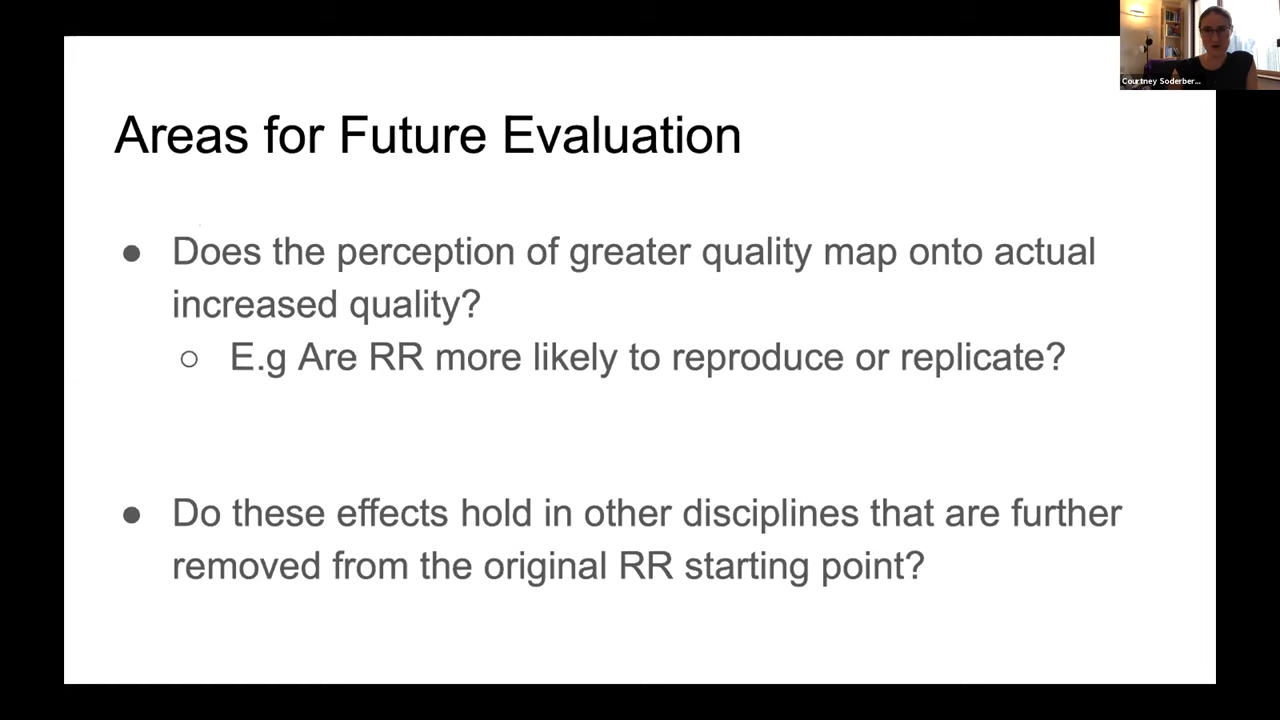 Courtney Soderber...
Areas for Future Evaluation
● Does the perception of greater quality map onto actual
increased quality?
○ E.g Are RR more likely to reproduce or replicate?
● Do these effects hold in other disciplines that are further
removed from the original RR starting point?